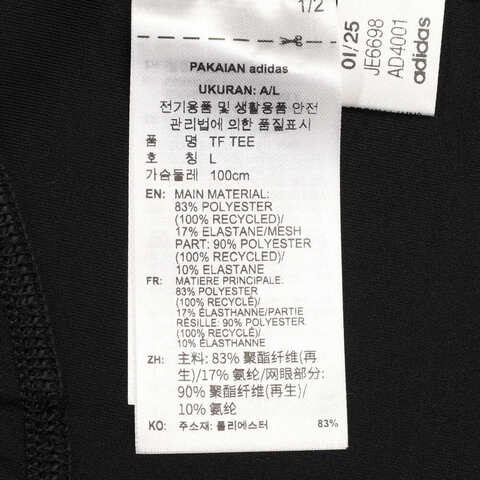 1/2
01/25
JE6698
AD4001
adidas
PAKAIAN adidas
UKURAN: A/L
전기용품 및 생활용품 안전
관리법에 의한 품질표시
품 명 TF TEE
호 칭 L
가슴둘레 100cm
EN: MAIN MATERIAL:
83% POLYESTER
(100% RECYCLED)/
17% ELASTANE/MESH
PART: 90% POLYESTER
(100% RECYCLED)/
10% ELASTANE
FR: MATIERE PRINCIPALE:
83% POLYESTER
(100% RECYCLÉ)/
17% ÉLASTHANNE/PARTIE
RÉSILLE: 90% POLYESTER
(100% RECYCLÉ)/
10% ÉLASTHANNE
ZH: 主料: 83% 聚酯纤维(再
生)/17% 氨纶/网眼部分:
90% 聚酯纤维(再生)/
10% 氨纶
KO: 주소재: 폴리에스터 83%